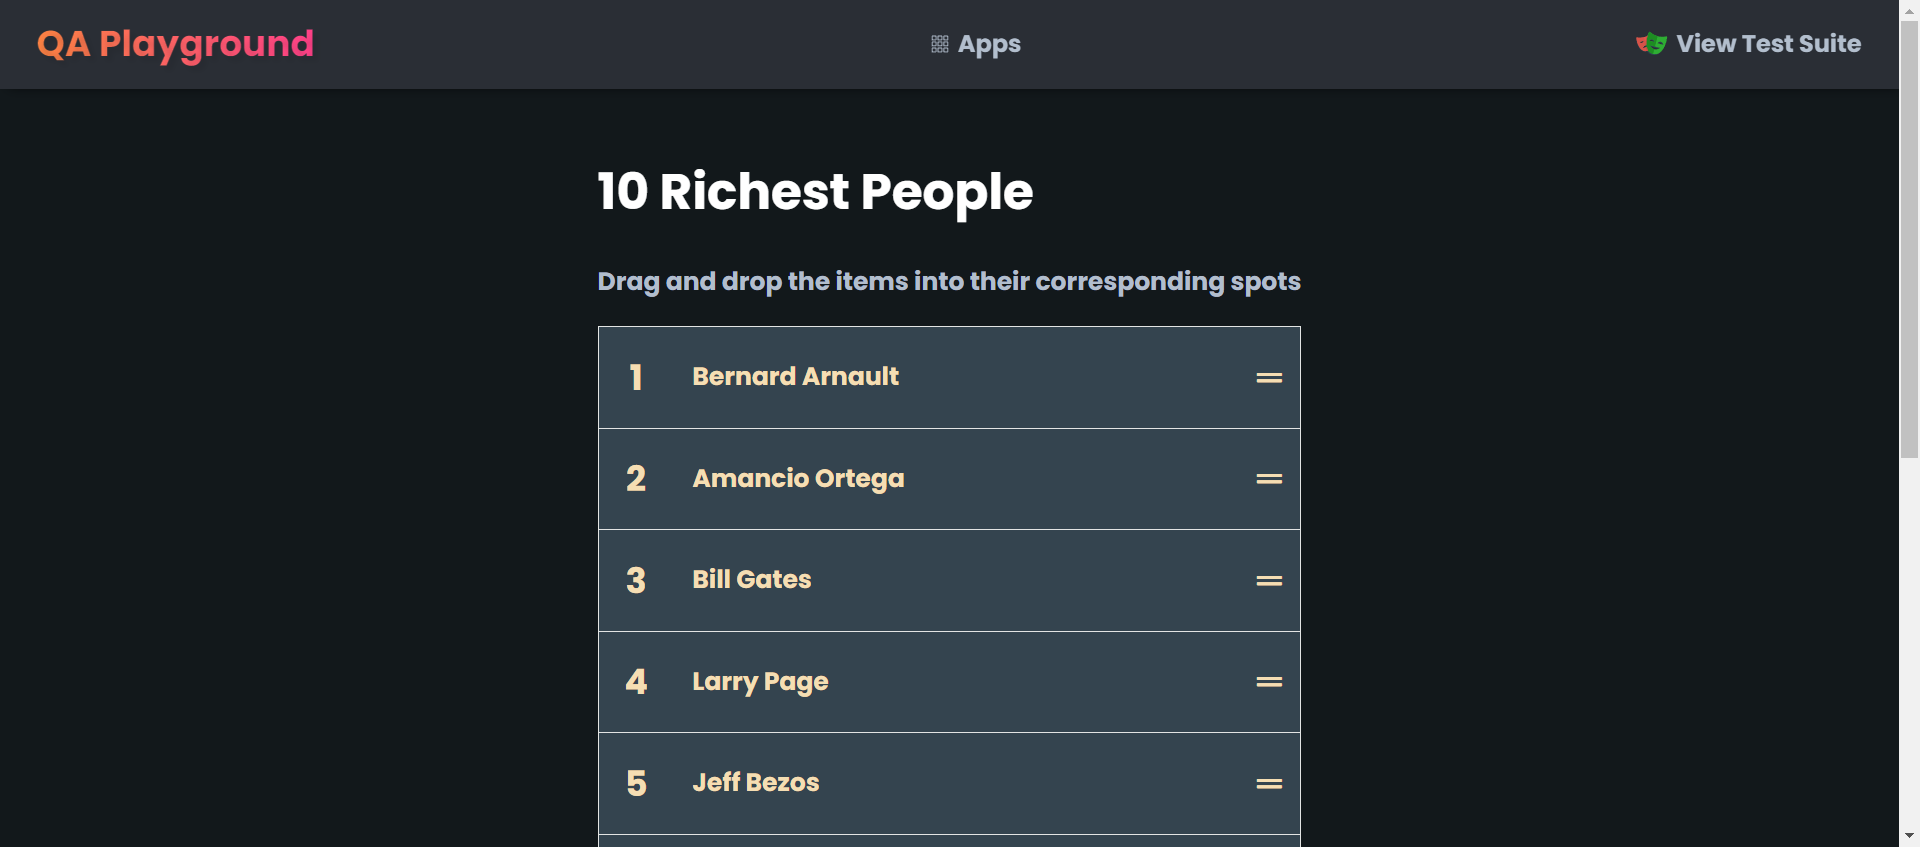 QA Playground
Apps
View Test Suite
10 Richest People
Drag and drop the items into their corresponding spots
1 Bernard Arnault
2 Amancio Ortega
3 Bill Gates
4 Larry Page
5 Jeff Bezos